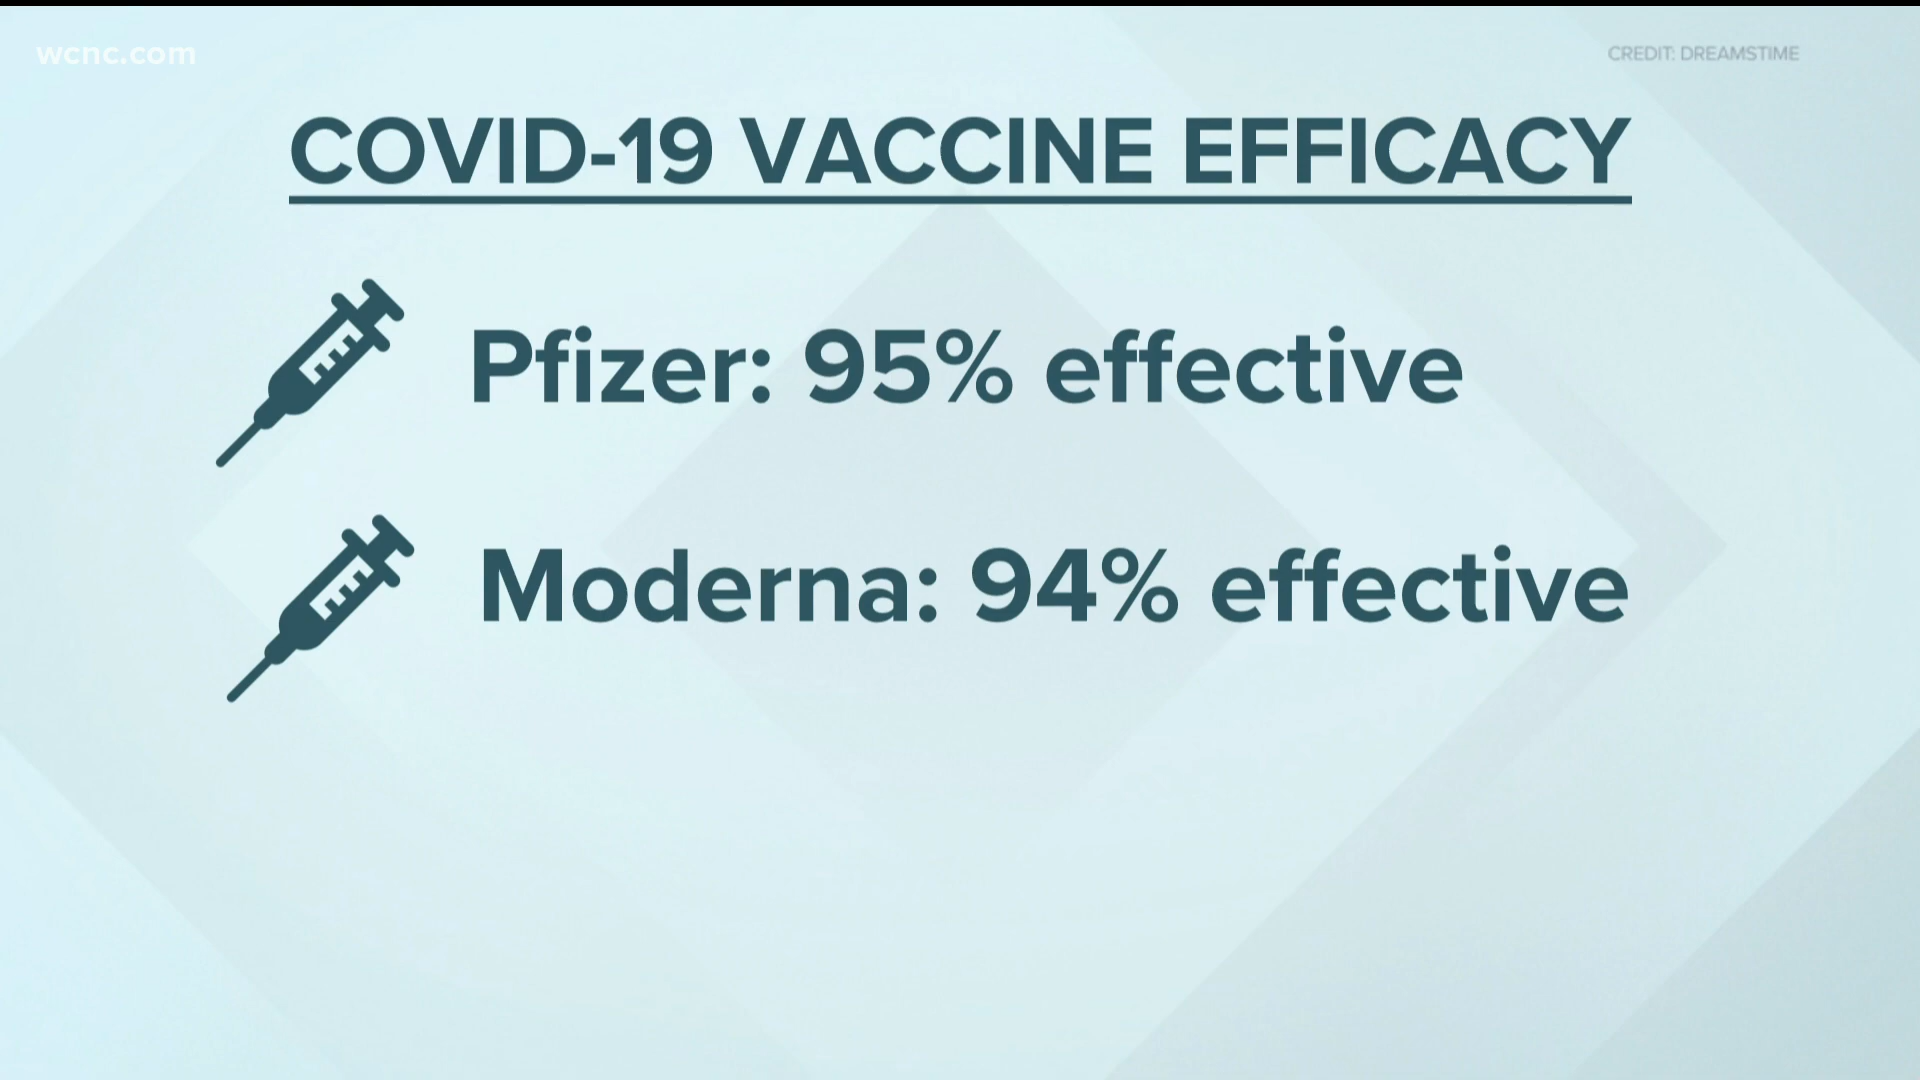 wcnc.com
CREDIT: DREAMSTIME
COVID-19 VACCINE EFFICACY
Pfizer: 95% effective
Moderna: 94% effective